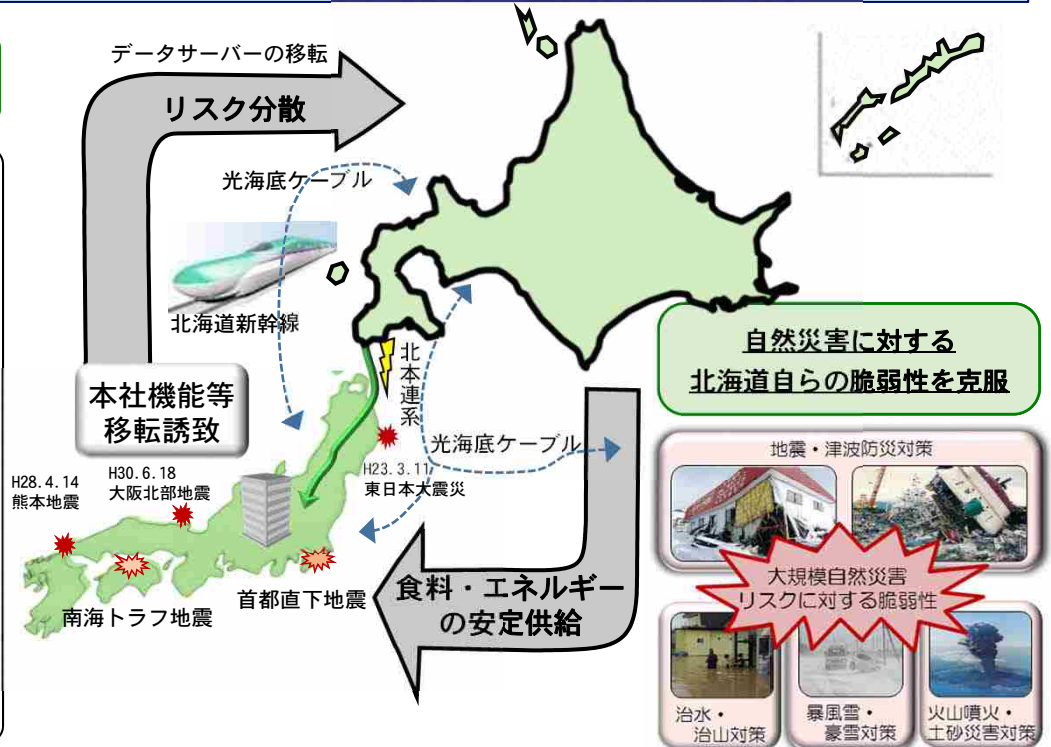 データサーバーの移転
リスク分散
光海底ケーブル
北海道新幹線
本社機能等
移転誘致
北本連系
光海底ケーブル
H23.3.11
東日本大震災
H30.6.18
大阪北部地震
H28.4.14
熊本地震
南海トラフ地震
首都直下地震
食料・エネルギー
の安定供給
自然災害に対する
北海道自らの脆弱性を克服
地震・津波防災対策
大規模自然災害
リスクに対する脆弱性
治水・
治山対策
暴風雪・
豪雪対策
火山噴火・
土砂災害対策